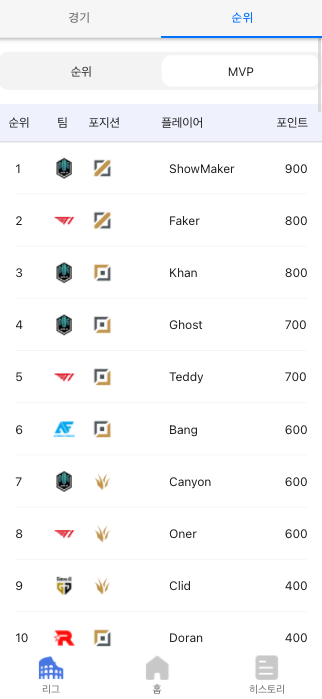 경기 순위
순위 MVP
순위 팀 포지션 플레이어 포인트
1 ShowMaker 900
2 Faker 800
3 Khan 800
4 Ghost 700
5 Teddy 700
6 AF Bang 600
7 Canyon 600
8 Oner 600
9 Gen.G Clid 400
10 Doran 400
리그 홈 히스토리